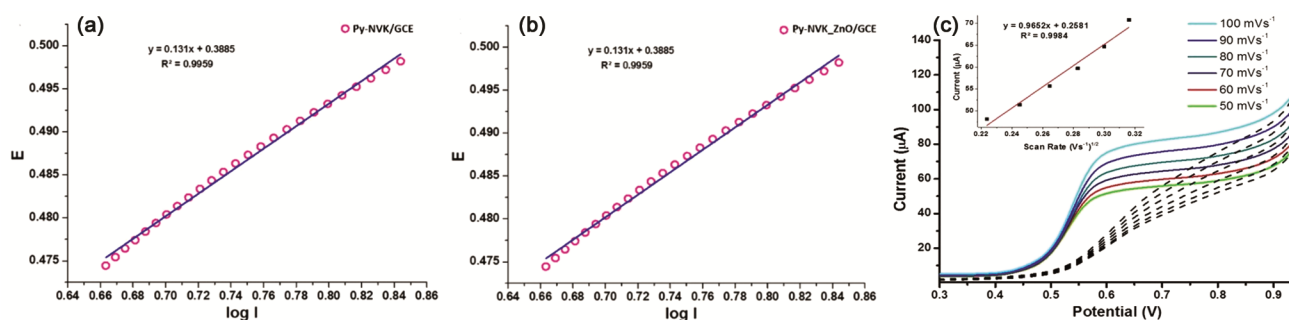 (a)
Py-NVK/GCE
y = 0.131x + 0.3885
R² = 0.9959
0.500
0.495
0.490
0.485
0.480
0.475
E
0.64 0.66 0.68 0.70 0.72 0.74 0.76 0.78 0.80 0.82 0.84 0.86
log I
(b)
Py-NVK_ZnO/GCE
y = 0.131x + 0.3885
R² = 0.9959
0.500
0.495
0.490
0.485
0.480
0.475
E
0.64 0.66 0.68 0.70 0.72 0.74 0.76 0.78 0.80 0.82 0.84 0.86
log I
(c)
y = 0.9652x + 0.2581
R² = 0.9984
70
65
60
55
50
Current (µA)
0.22 0.24 0.26 0.28 0.30 0.32
Scan Rate (Vs⁻¹)¹/²
100 mVs⁻¹
90 mVs⁻¹
80 mVs⁻¹
70 mVs⁻¹
60 mVs⁻¹
50 mVs⁻¹
140
120
100
80
60
40
20
Current (µA)
0.3 0.4 0.5 0.6 0.7 0.8 0.9
Potential (V)